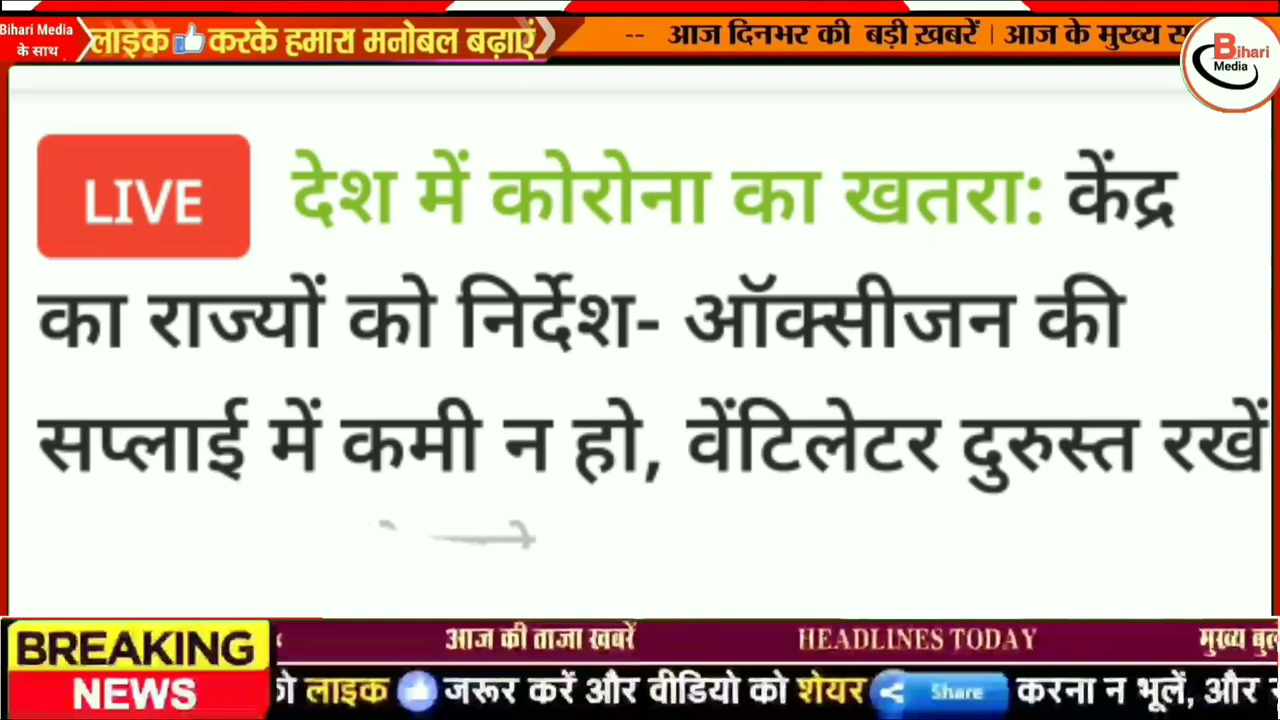 Bihari Media
के साथ
लाइक करके हमारा मनोबल बढ़ाएं
-- आज दिनभर की बड़ी ख़बरें | आज के मुख्य
Bihari
Media
LIVE देश में कोरोना का खतरा: केंद्र
का राज्यों को निर्देश- ऑक्सीजन की
सप्लाई में कमी न हो, वेंटिलेटर दुरुस्त रखें
BREAKING
NEWS
आज की ताजा खबरें HEADLINES TODAY मुख्य
लाइक जरूर करें और वीडियो को शेयर Share करना न भूलें, और